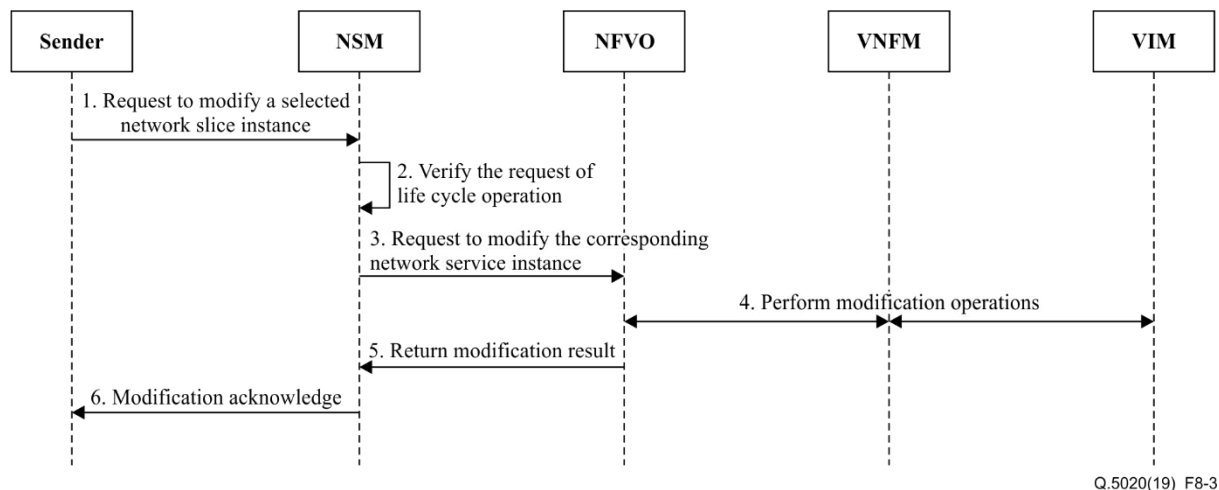 Sender
NSM
NFVO
VNFM
VIM
1. Request to modify a selected
network slice instance
2. Verify the request of
life cycle operation
3. Request to modify the corresponding
network service instance
4. Perform modification operations
5. Return modification result
6. Modification acknowledge
Q.5020(19)_F8-3